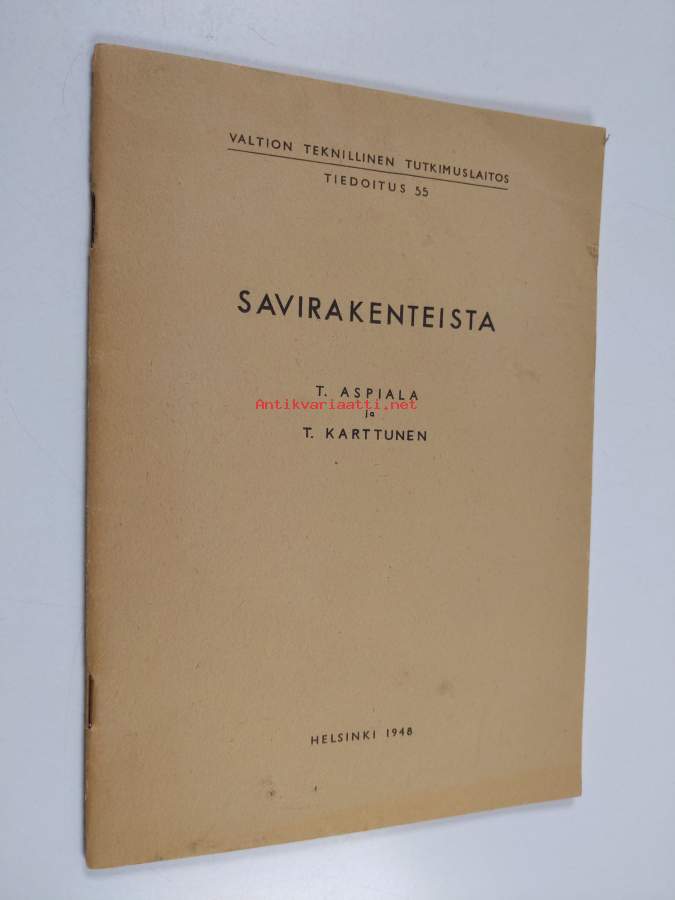 VALTION TEKNILLINEN TUTKIMUSLAITOS
TIEDOITUS 55
SAVIRAKENTEISTA
T. ASPIALA
Antikvariaatti.net
ja
T. KARTTUNEN
HELSINKI 1948